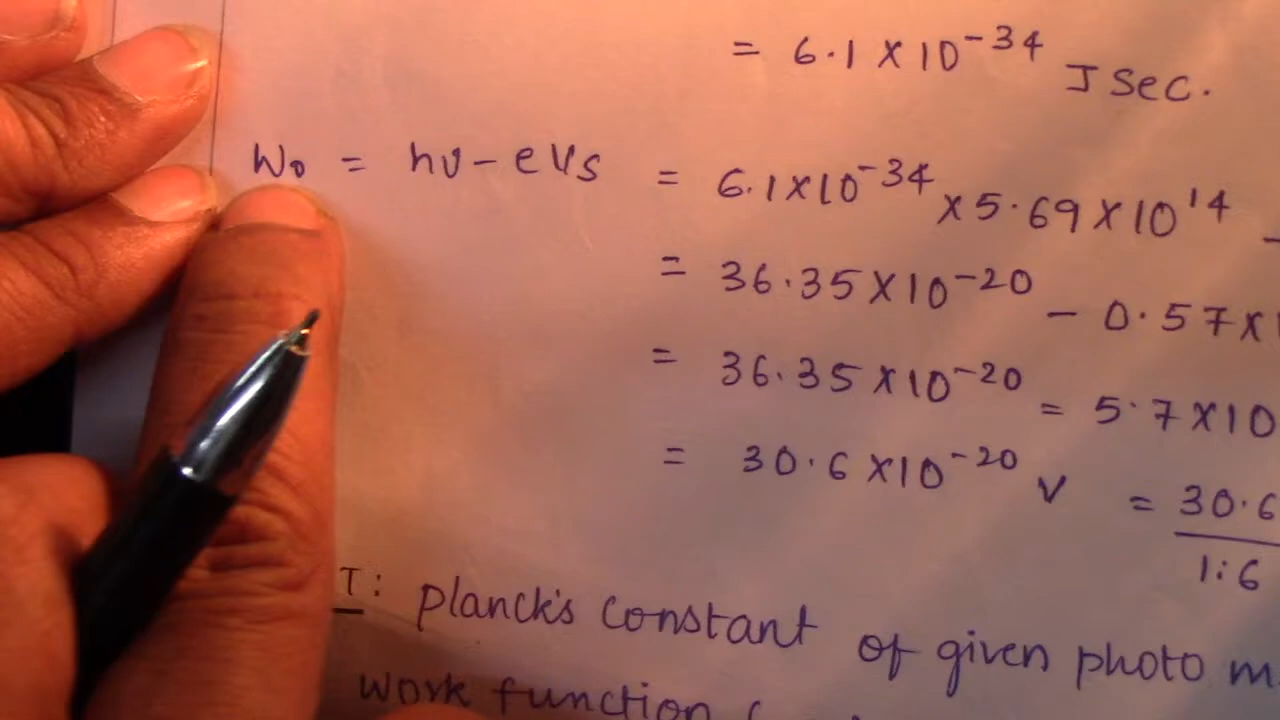 = 6.1 X 10⁻³⁴ J Sec.
W₀ = hν - eVs = 6.1 X 10⁻³⁴ X 5.69 X 10¹⁴ -
= 36.35 X 10⁻²⁰ - 0.57 X
= 36.35 X 10⁻²⁰ = 5.7 X 10
= 30.6 X 10⁻²⁰ V = 30.6 / 1.6
T: Planck's constant of given photo m
work function